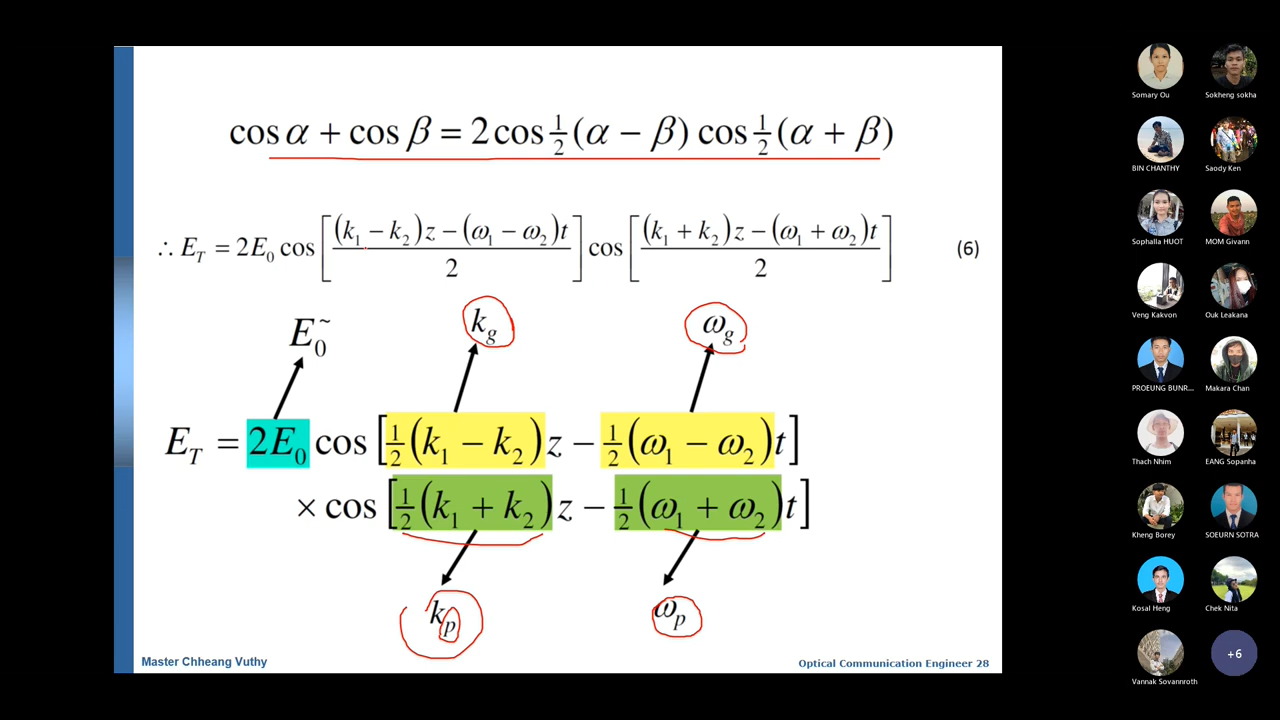 cos α + cos β = 2 cos ½ (α − β) cos ½ (α + β)
∴ E_T = 2E_0 cos [((k_1 − k_2)z − (ω_1 − ω_2)t) / 2] cos [((k_1 + k_2)z − (ω_1 + ω_2)t) / 2] (6)
E_0~ k_g ω_g
E_T = 2E_0 cos [½ (k_1 − k_2) z − ½ (ω_1 − ω_2) t]
× cos [½ (k_1 + k_2) z − ½ (ω_1 + ω_2) t]
k_p ω_p
Master Chheang Vuthy
Optical Communication Engineer 28
Somary Ou
Sokheng sokha
BIN CHANTHY
Saody Ken
Sophalla HUOT
MOM Givann
Veng Kakvon
Ouk Leakana
PROEUNG BUNR...
Makara Chan
Thach Nhim
EANG Sopanha
Kheng Borey
SOEURN SOTRA
Kosal Heng
Chek Nita
Vannak Sovannroth
+6